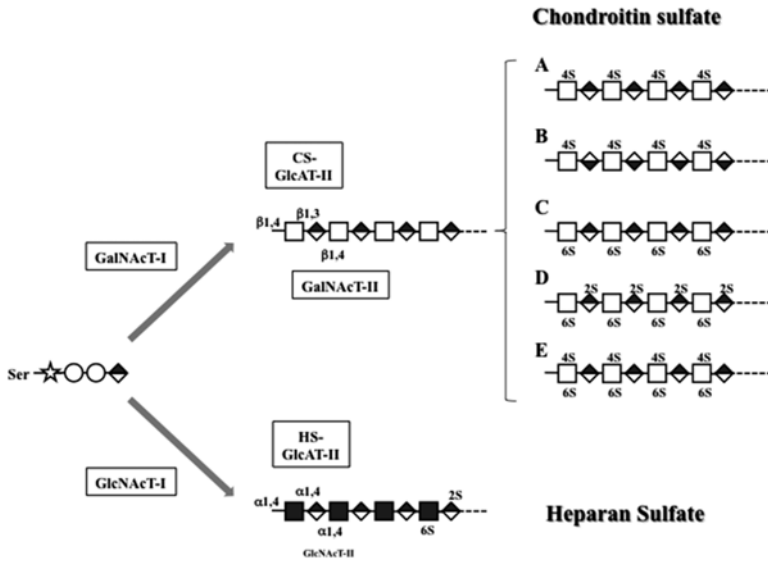 Chondroitin sulfate
A
4S 4S 4S 4S
B
4S 4S 4S 4S
CS-
GlcAT-II
β1,4 β1,3
β1,4
GalNAcT-I
GalNAcT-II
C
6S 6S 6S 6S
D
2S 2S 2S 2S
6S 6S 6S 6S
E
4S 4S 4S 4S
6S 6S 6S 6S
Ser
HS-
GlcAT-II
GlcNAcT-I
α1,4 α1,4
2S
α1,4
6S
GlcNAcT-II
Heparan Sulfate